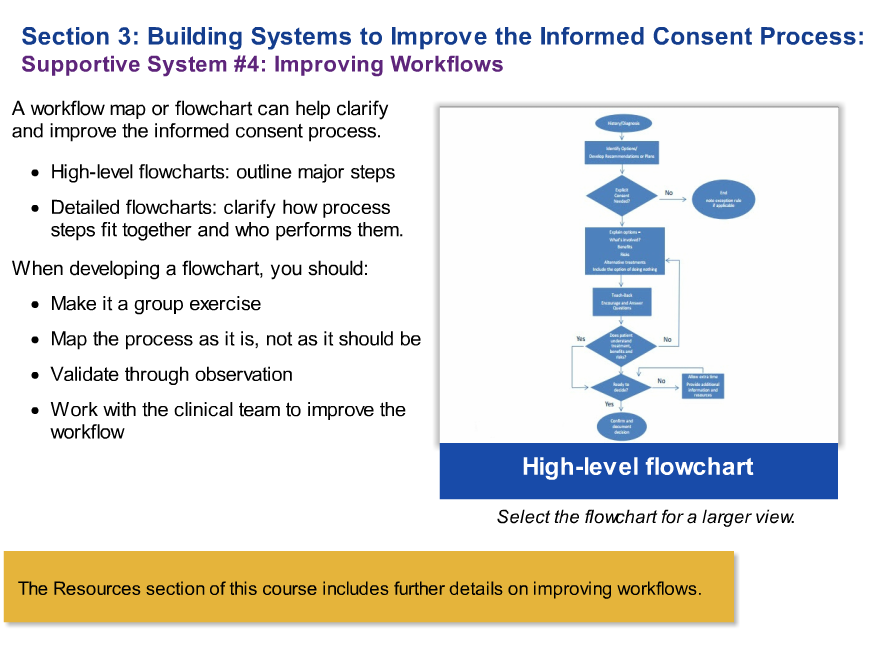 Section 3: Building Systems to Improve the Informed Consent Process:
Supportive System #4: Improving Workflows
A workflow map or flowchart can help clarify
and improve the informed consent process.
• High-level flowcharts: outline major steps
• Detailed flowcharts: clarify how process
steps fit together and who performs them.
When developing a flowchart, you should:
• Make it a group exercise
• Map the process as it is, not as it should be
• Validate through observation
• Work with the clinical team to improve the
workflow
History/Diagnosis
Identify Options/
Develop Recommendations or Plans
Explicit
Consent
Needed?
No
End
note exception rule
if applicable
Explain options –
What's involved?
Benefits
Risks
Alternative treatments
Include the option of doing nothing
Teach-Back
Encourage and Answer
Questions
Does patient
understand
treatment,
benefits and
risks?
Yes
No
Ready to
decide?
No
Allow extra time
Provide additional
information and
resources
Yes
Confirm and
document
decision
High-level flowchart
Select the flowchart for a larger view.
The Resources section of this course includes further details on improving workflows.